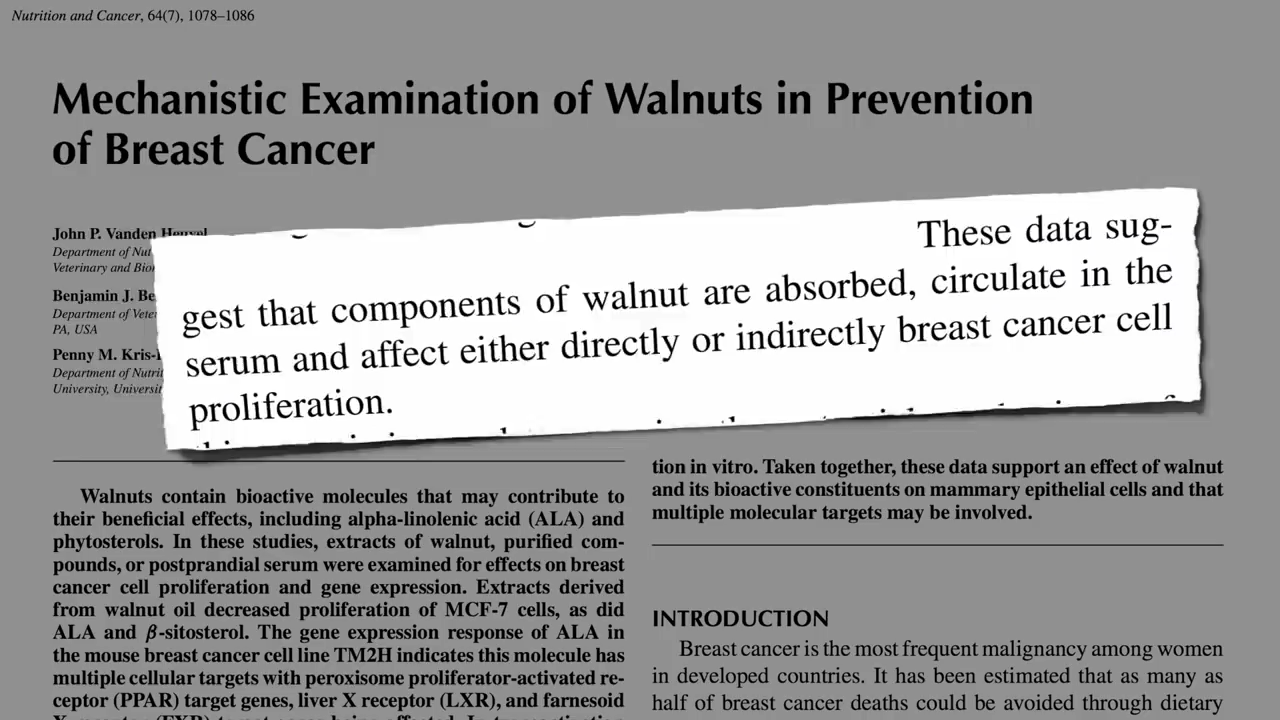 Nutrition and Cancer, 64(7), 1078–1086
Mechanistic Examination of Walnuts in Prevention
of Breast Cancer
John P. Vanden Heuvel
Department of
Veterinary and
Benjamin J.
Department of
PA, USA
Penny M.
Department of
University,
These data sug-
gest that components of walnut are absorbed, circulate in the
serum and affect either directly or indirectly breast cancer cell
proliferation.
Walnuts contain bioactive molecules that may contribute to
their beneficial effects, including alpha-linolenic acid (ALA) and
phytosterols. In these studies, extracts of walnut, purified com-
pounds, or postprandial serum were examined for effects on breast
cancer cell proliferation and gene expression. Extracts derived
from walnut oil decreased proliferation of MCF-7 cells, as did
ALA and β-sitosterol. The gene expression response of ALA in
the mouse breast cancer cell line TM2H indicates this molecule has
multiple cellular targets with peroxisome proliferator-activated re-
ceptor (PPAR) target genes, liver X receptor (LXR), and farnesoid
tion in vitro. Taken together, these data support an effect of walnut
and its bioactive constituents on mammary epithelial cells and that
multiple molecular targets may be involved.
INTRODUCTION
Breast cancer is the most frequent malignancy among women
in developed countries. It has been estimated that as many as
half of breast cancer deaths could be avoided through dietary